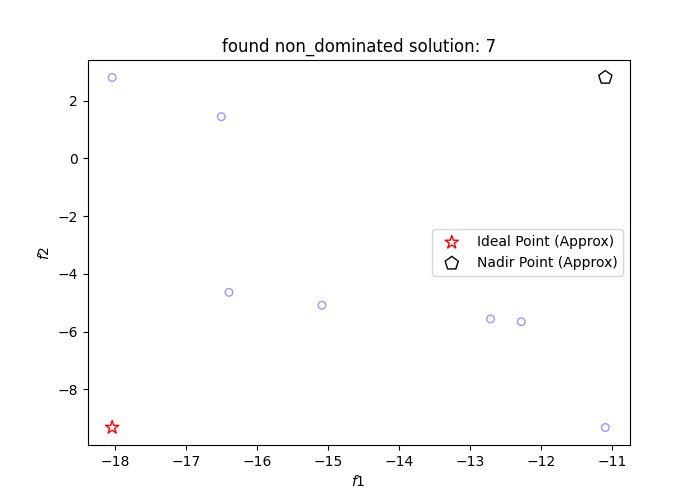 found non_dominated solution: 7
2
0
−2
−4
−6
−8
f2
Ideal Point (Approx)
Nadir Point (Approx)
−18
−17
−16
−15
−14
−13
−12
−11
f1